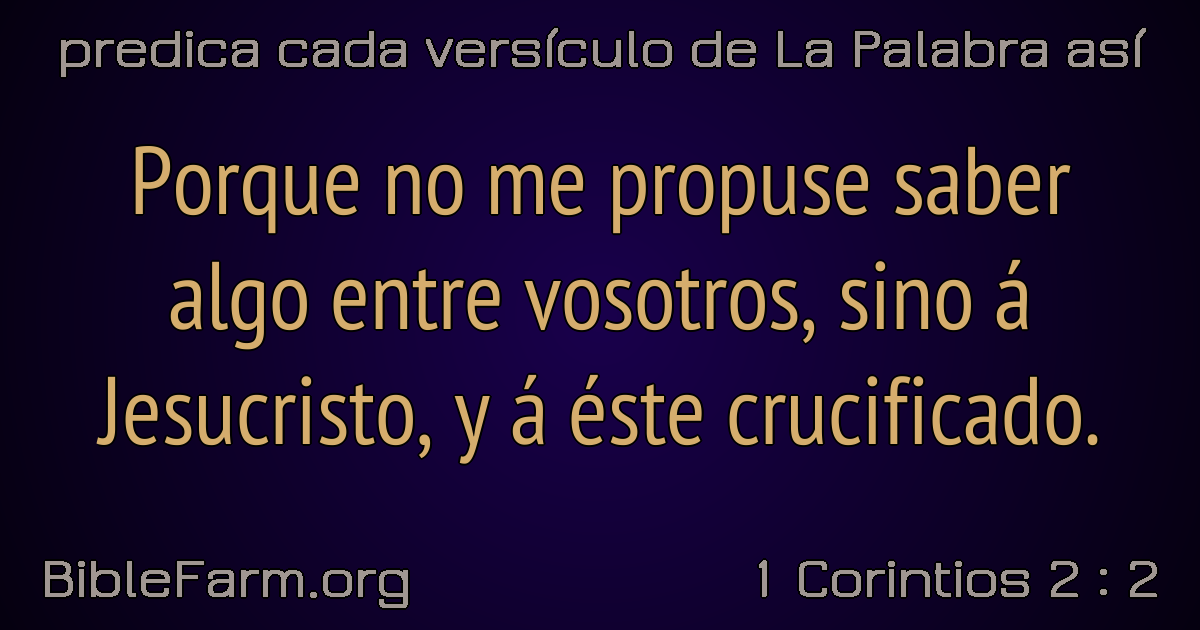 predica cada versículo de La Palabra así
Porque no me propuse saber
algo entre vosotros, sino á
Jesucristo, y á éste crucificado.
BibleFarm.org
1 Corintios 2 : 2